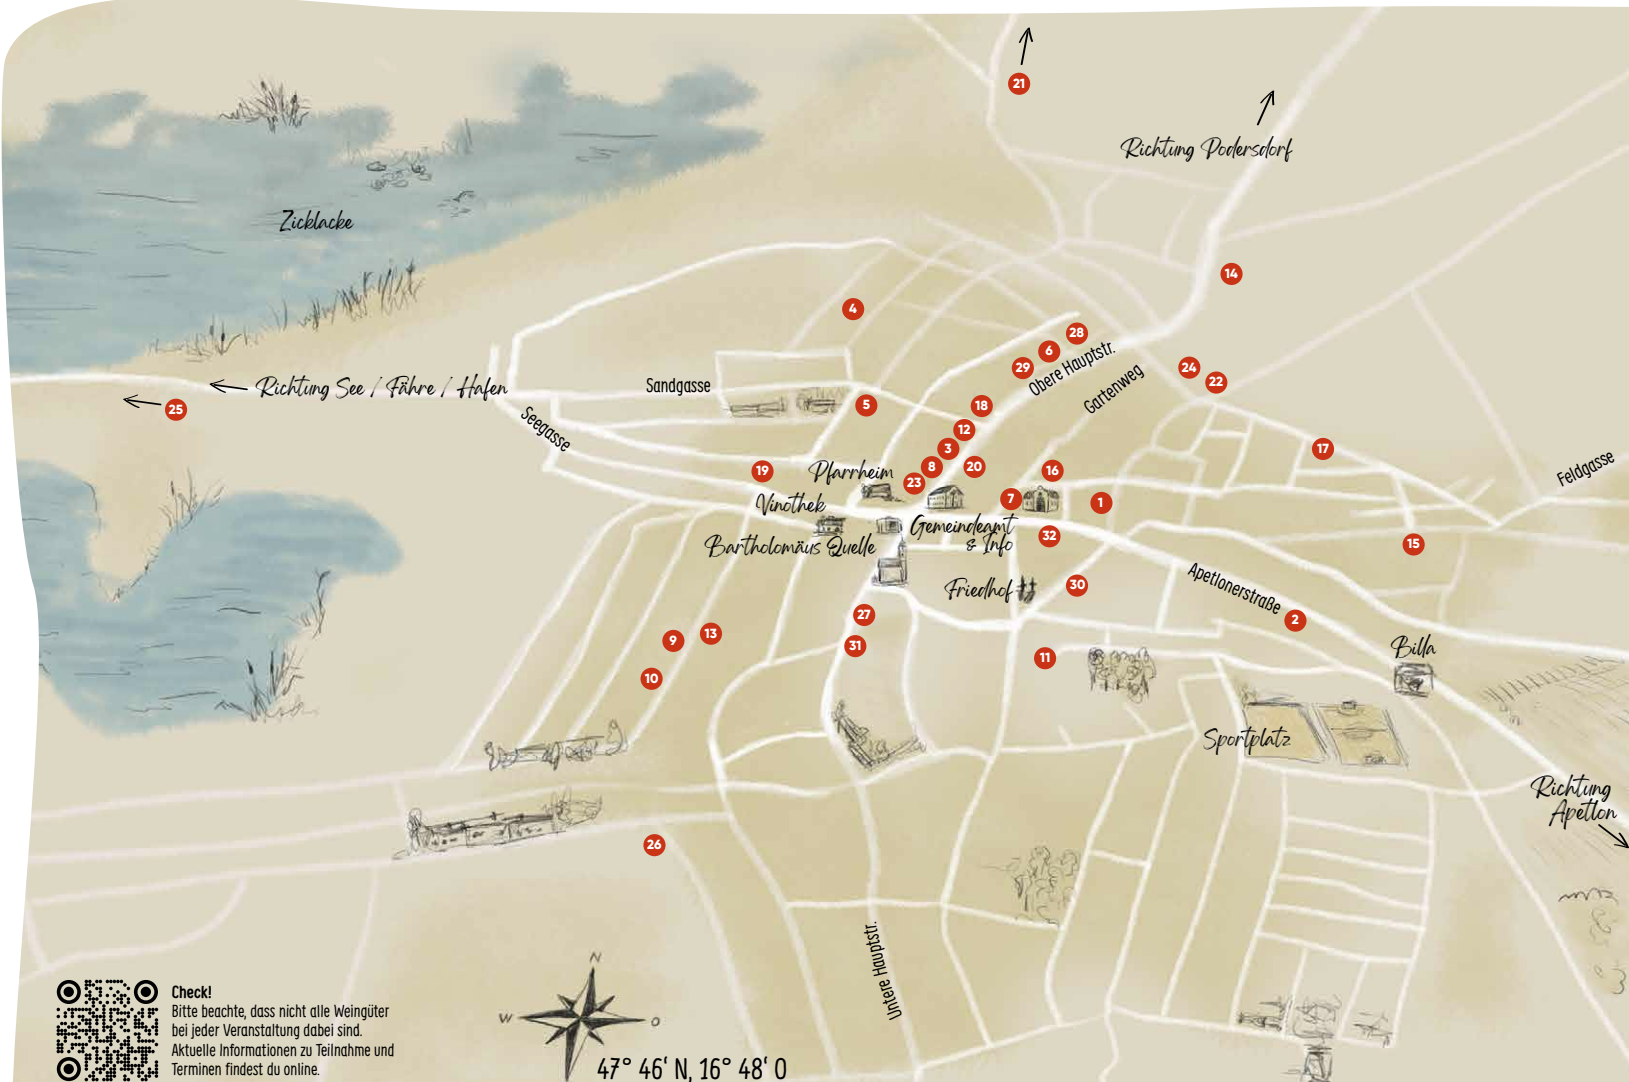 21
Richtung Podersdorf
Zicklacke
14
4
28
6
29
Obere Hauptstr.
24
22
Gartenweg
Richtung See / Fähre / Hafen
25
Sandgasse
5
18
Seegasse
12
3
17
8
20
16
19
Pfarrheim
23
7
1
Feldgasse
Vinothek
Gemeindeamt
& Info
32
15
Bartholomäus Quelle
Friedhof
30
Apetlonerstraße
2
27
9
13
31
11
Billa
10
Sportplatz
Richtung
Apetlon
26
Untere Hauptstr.
N
W
O
47° 46‘ N, 16° 48‘ O
Check!
Bitte beachte, dass nicht alle Weingüter
bei jeder Veranstaltung dabei sind.
Aktuelle Informationen zu Teilnahme und
Terminen findest du online.